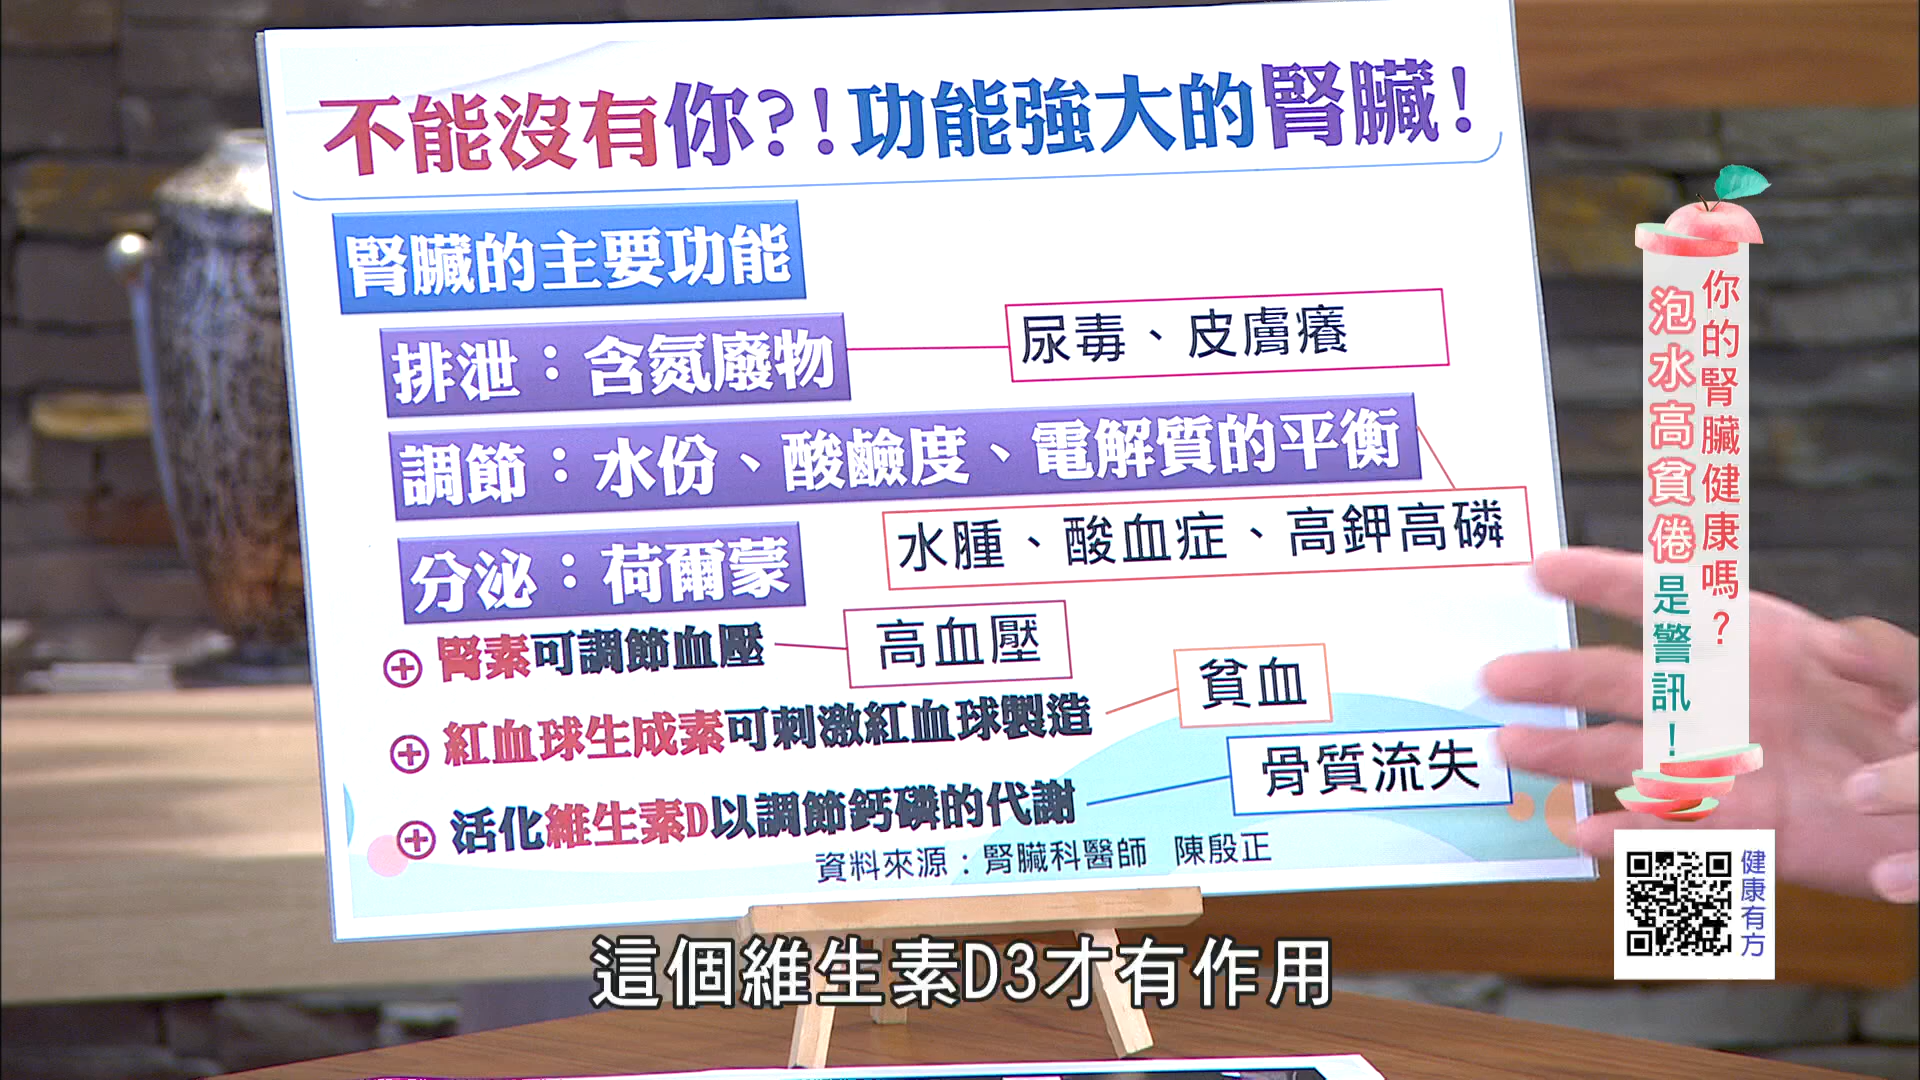 不能沒有你?!功能強大的腎臟!
腎臟的主要功能
排泄：含氮廢物
尿毒、皮膚癢
調節：水份、酸鹼度、電解質的平衡
水腫、酸血症、高鉀高磷
分泌：荷爾蒙
腎素可調節血壓
高血壓
紅血球生成素可刺激紅血球製造
貧血
活化維生素D以調節鈣磷的代謝
骨質流失
資料來源：腎臟科醫師 陳殷正
你的腎臟健康嗎？
泡水高貧倦是警訊！
健康有方
這個維生素D3才有作用